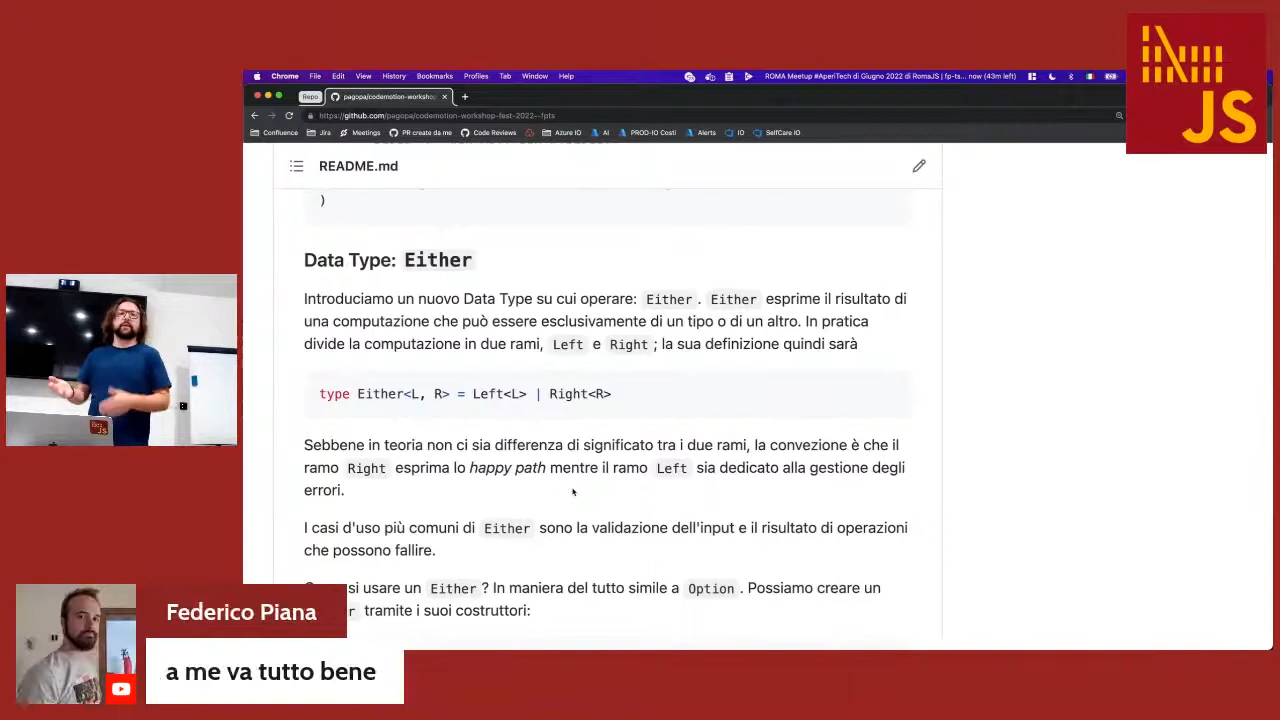 Chrome File Edit View History Bookmarks Profiles Tab Window Help
ROMA Meetup #AperiTech di Giugno 2022 di RomaJS | fp-ts... now (43m left)
Repo
pagopa/codemotion-workshop
https://github.com/pagopa/codemotion-workshop-fest-2022--fpts
Confluence Jira Meetings PR create da me Code Reviews Azure IO AI PROD-IO Costi Alerts IO SelfCare IO
JS
README.md
)
Data Type: Either
Introduciamo un nuovo Data Type su cui operare: Either. Either esprime il risultato di
una computazione che può essere esclusivamente di un tipo o di un altro. In pratica
divide la computazione in due rami, Left e Right; la sua definizione quindi sarà
type Either<L, R> = Left<L> | Right<R>
Sebbene in teoria non ci sia differenza di significato tra i due rami, la convezione è che il
ramo Right esprima lo happy path mentre il ramo Left sia dedicato alla gestione degli
errori.
I casi d'uso più comuni di Either sono la validazione dell'input e il risultato di operazioni
che possono fallire.
si usare un Either? In maniera del tutto simile a Option. Possiamo creare un
tramite i suoi costruttori:
Federico Piana
a me va tutto bene